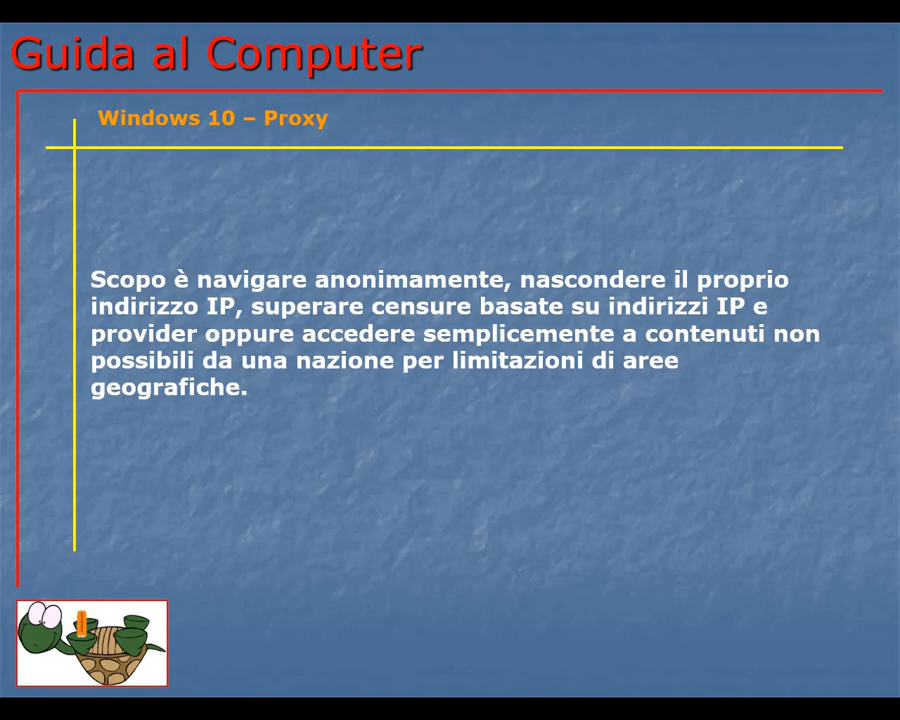 Guida al Computer
Windows 10 – Proxy
Scopo è navigare anonimamente, nascondere il proprio
indirizzo IP, superare censure basate su indirizzi IP e
provider oppure accedere semplicemente a contenuti non
possibili da una nazione per limitazioni di aree
geografiche.